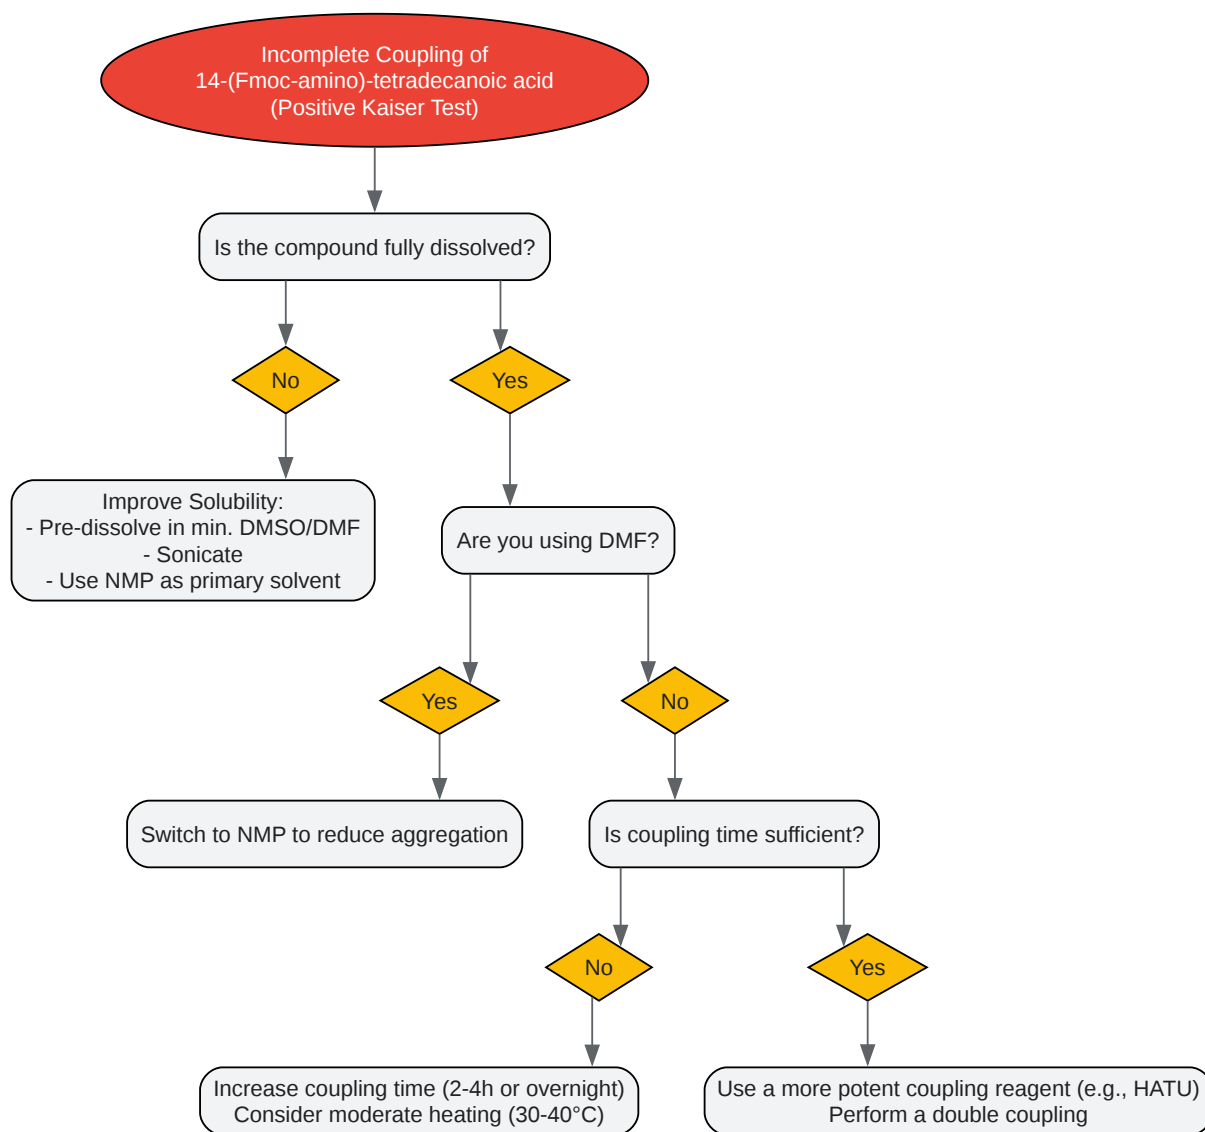 Incomplete Coupling of
14-(Fmoc-amino)-tetradecanoic acid
(Positive Kaiser Test)
Is the compound fully dissolved?
No
Yes
Improve Solubility:
- Pre-dissolve in min. DMSO/DMF
- Sonicate
- Use NMP as primary solvent
Are you using DMF?
Yes
No
Switch to NMP to reduce aggregation
Is coupling time sufficient?
No
Yes
Increase coupling time (2-4h or overnight)
Consider moderate heating (30-40°C)
Use a more potent coupling reagent (e.g., HATU)
Perform a double coupling